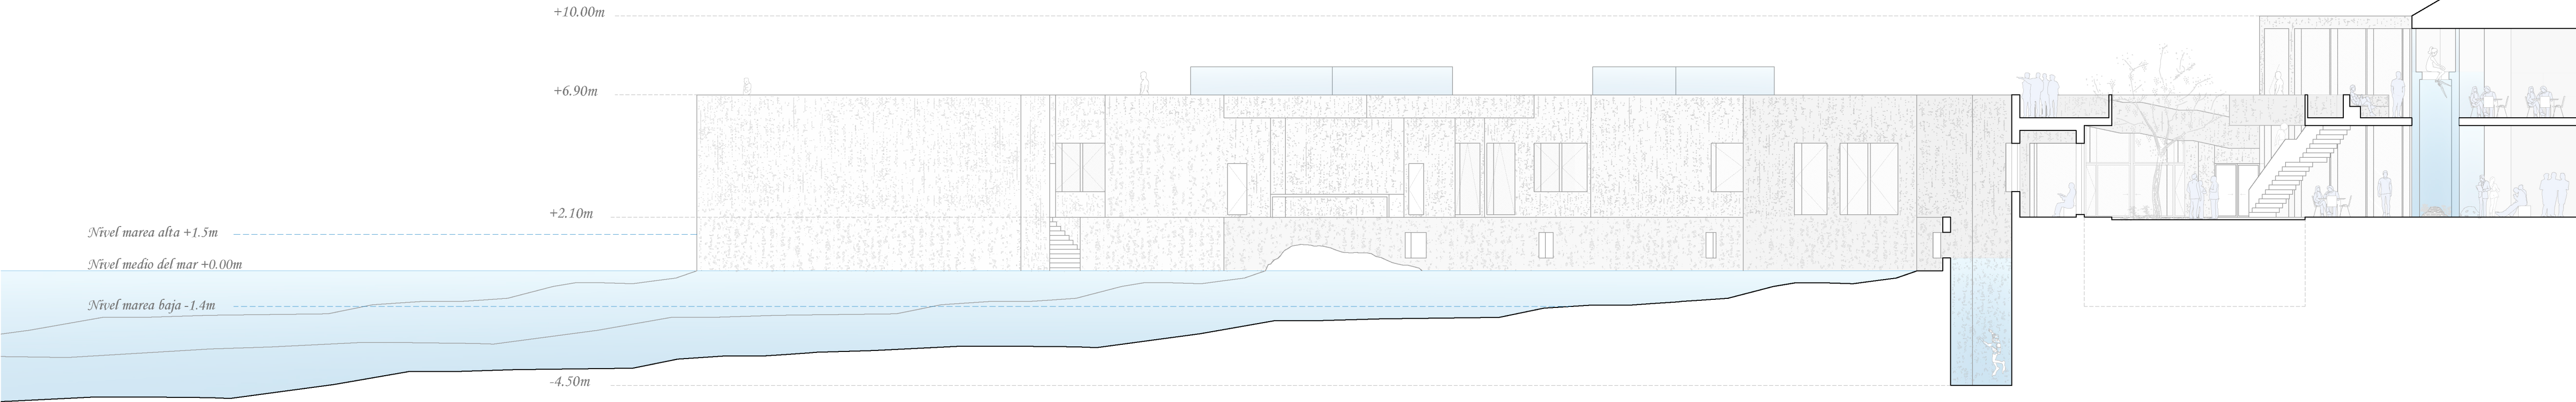 +10.00m
+6.90m
+2.10m
Nivel marea alta +1.5m
Nivel medio del mar +0.00m
Nivel marea baja -1.4m
-4.50m